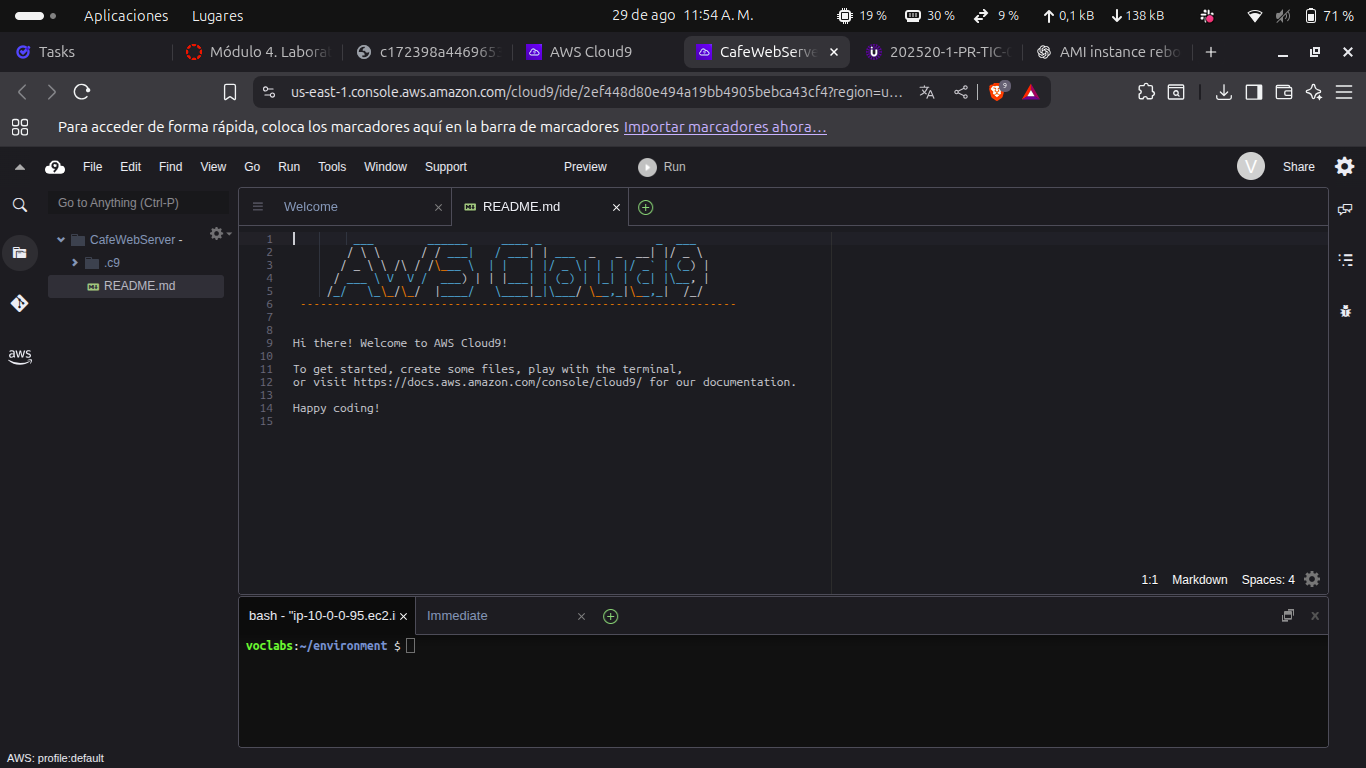 Aplicaciones Lugares 29 de ago 11:54 A. M. 19 % 30 % 9 % 0,1 kB 138 kB 71 %
Tasks Módulo 4. Labora c172398a446965 AWS Cloud9 CafeWebServe 202520-1-PR-TIC- AMI instance rebo
us-east-1.console.aws.amazon.com/cloud9/ide/2ef448d80e494a19bb4905bebca43cf4?region=u... 9
Para acceder de forma rápida, coloca los marcadores aquí en la barra de marcadores Importar marcadores ahora…
9 File Edit Find View Go Run Tools Window Support Preview Run V Share
Go to Anything (Ctrl-P) Welcome README.md
CafeWebServer -
.c9
README.md
aws
1
2
3
4
5
AWS Cloud9
6 -----------------------------------------------------------------
7
8
9 Hi there! Welcome to AWS Cloud9!
10
11 To get started, create some files, play with the terminal,
12 or visit https://docs.aws.amazon.com/console/cloud9/ for our documentation.
13
14 Happy coding!
15
1:1 Markdown Spaces: 4
bash - "ip-10-0-0-95.ec2.i Immediate
voclabs:~/environment $
AWS: profile:default